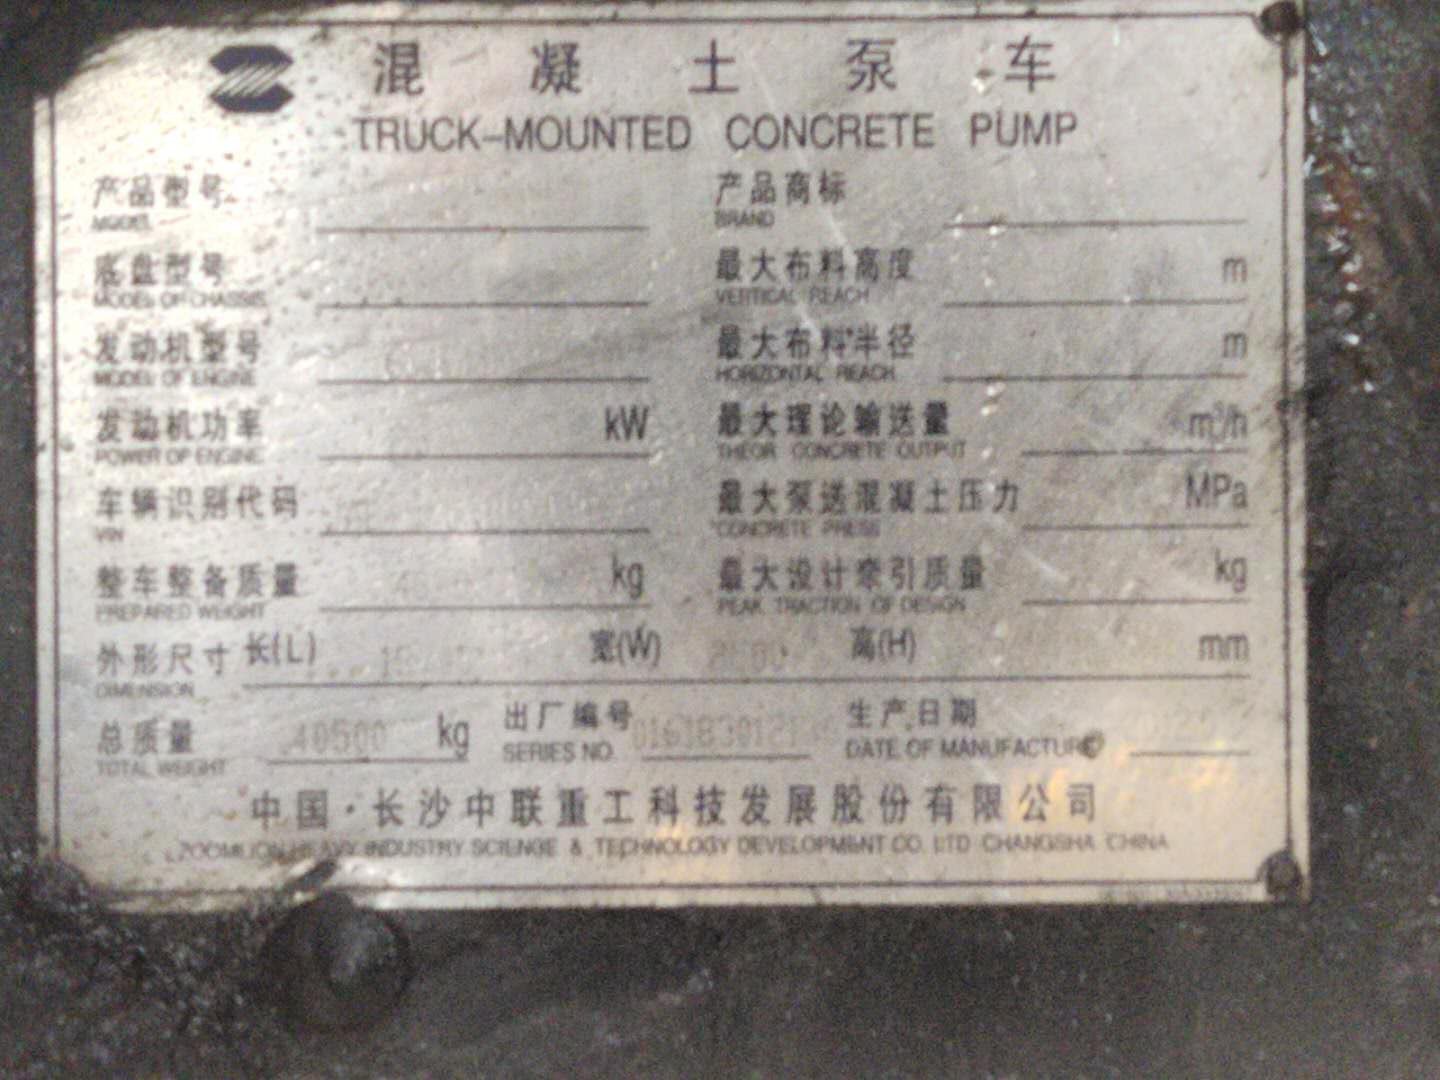 混凝土泵车
TRUCK-MOUNTED CONCRETE PUMP
产品型号 产品商标
MODEL BRAND
底盘型号 最大布料高度 m
MODEL OF CHASSIS VERTICAL REACH
发动机型号 最大布料半径 m
MODEL OF ENGINE HORIZONTAL REACH
发动机功率 kW 最大理论输送量 m³/h
POWER OF ENGINE THEOR CONCRETE OUTPUT
车辆识别代码 最大泵送混凝土压力 MPa
VIN CONCRETE PRESS
整车整备质量 kg 最大设计牵引质量 kg
PREPARED WEIGHT PEAK TRACTION OF DESIGN
外形尺寸 长(L) 宽(W) 高(H) mm
DIMENSION
总质量 40500 kg 出厂编号 生产日期
TOTAL WEIGHT SERIES NO. DATE OF MANUFACTURE
中国·长沙中联重工科技发展股份有限公司
ZOOMLION HEAVY INDUSTRY SCIENCE & TECHNOLOGY DEVELOPMENT CO. LTD CHANGSHA CHINA